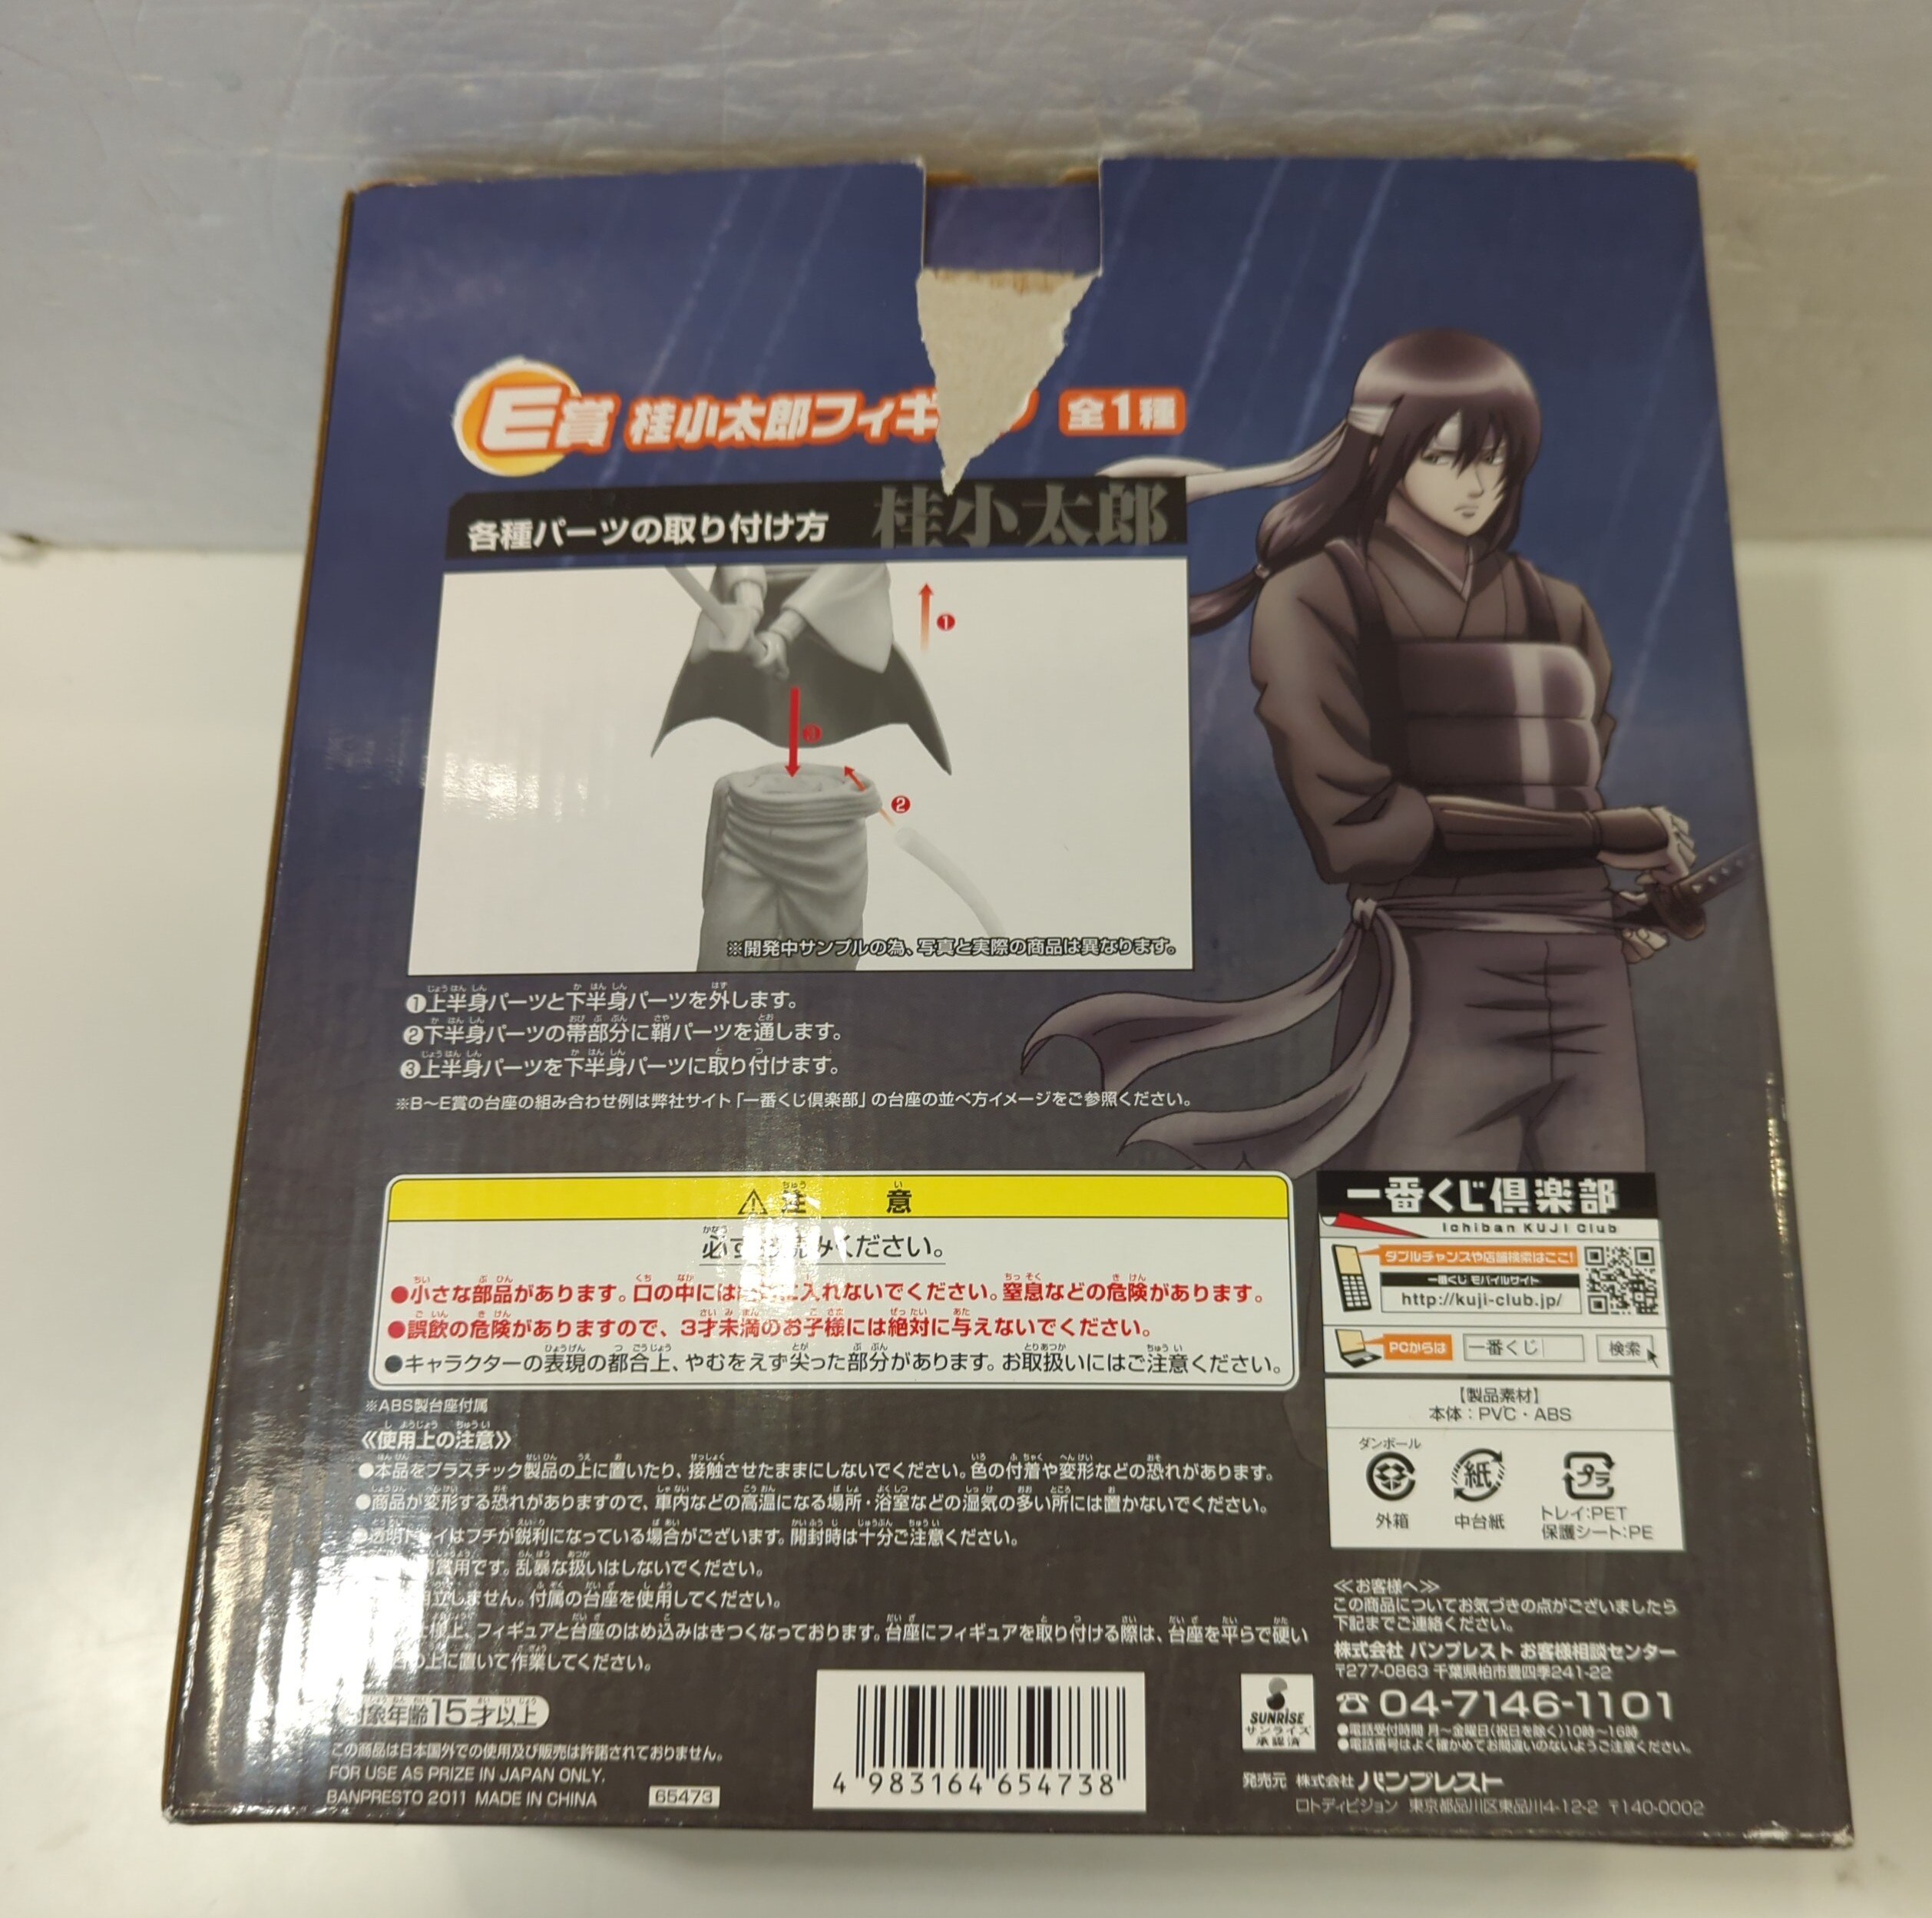 E賞 桂小太郎フィギ 全1種
各種パーツの取り付け方 桂小太郎
❶
❸
❷
※開発中サンプルの為、写真と実際の商品は異なります。
❶上半身パーツと下半身パーツを外します。
❷下半身パーツの帯部分に鞘パーツを通します。
❸上半身パーツを下半身パーツに取り付けます。
※B〜E賞の台座の組み合わせ例は弊社サイト「一番くじ倶楽部」の台座の並べ方イメージをご参照ください。
⚠注意
必ず 読みください。
●小さな部品があります。口の中には 入れないでください。窒息などの危険があります。
●誤飲の危険がありますので、3才未満のお子様には絶対に与えないでください。
●キャラクターの表現の都合上、やむをえず尖った部分があります。お取扱いにはご注意ください。
※ABS製台座付属
≪使用上の注意≫
●本品をプラスチック製品の上に置いたり、接触させたままにしないでください。色の付着や変形などの恐れがあります。
●商品が変形する恐れがありますので、車内などの高温になる場所・浴室などの湿気の多い所には置かないでください。
●透明トレイはフチが鋭利になっている場合がございます。開封時は十分ご注意ください。
賞用です。乱暴な扱いはしないでください。
自立しません。付属の台座を使用してください。
仕様上、フィギュアと台座のはめ込みはきつくなっております。台座にフィギュアを取り付ける際は、台座を平らで硬い
の上に置いて作業してください。
対象年齢15才以上
この商品は日本国外での使用及び販売は許諾されておりません。
FOR USE AS PRIZE IN JAPAN ONLY.
BANPRESTO 2011 MADE IN CHINA 65473
4 983164 654738
一番くじ倶楽部
Ichiban KUJI Club
ダブルチャンスや店舗検索はここ!
一番くじ モバイルサイト
http://kuji-club.jp/
PCからは 一番くじ 検索
【製品素材】
本体:PVC・ABS
ダンボール
外箱
紙
中台紙
プラ
トレイ:PET
保護シート:PE
≪お客様へ≫
この商品についてお気づきの点がございましたら
下記までご連絡ください。
株式会社 バンプレスト お客様相談センター
〒277-0863 千葉県柏市豊四季241-22
☎04-7146-1101
●電話受付時間 月〜金曜日(祝日を除く)10時〜16時
●電話番号はよく確かめてお間違いのないようご注意ください。
SUNRISE
サンライズ
承認済
発売元 株式会社 バンプレスト
ロトディビジョン 東京都品川区東品川4-12-2 〒140-0002